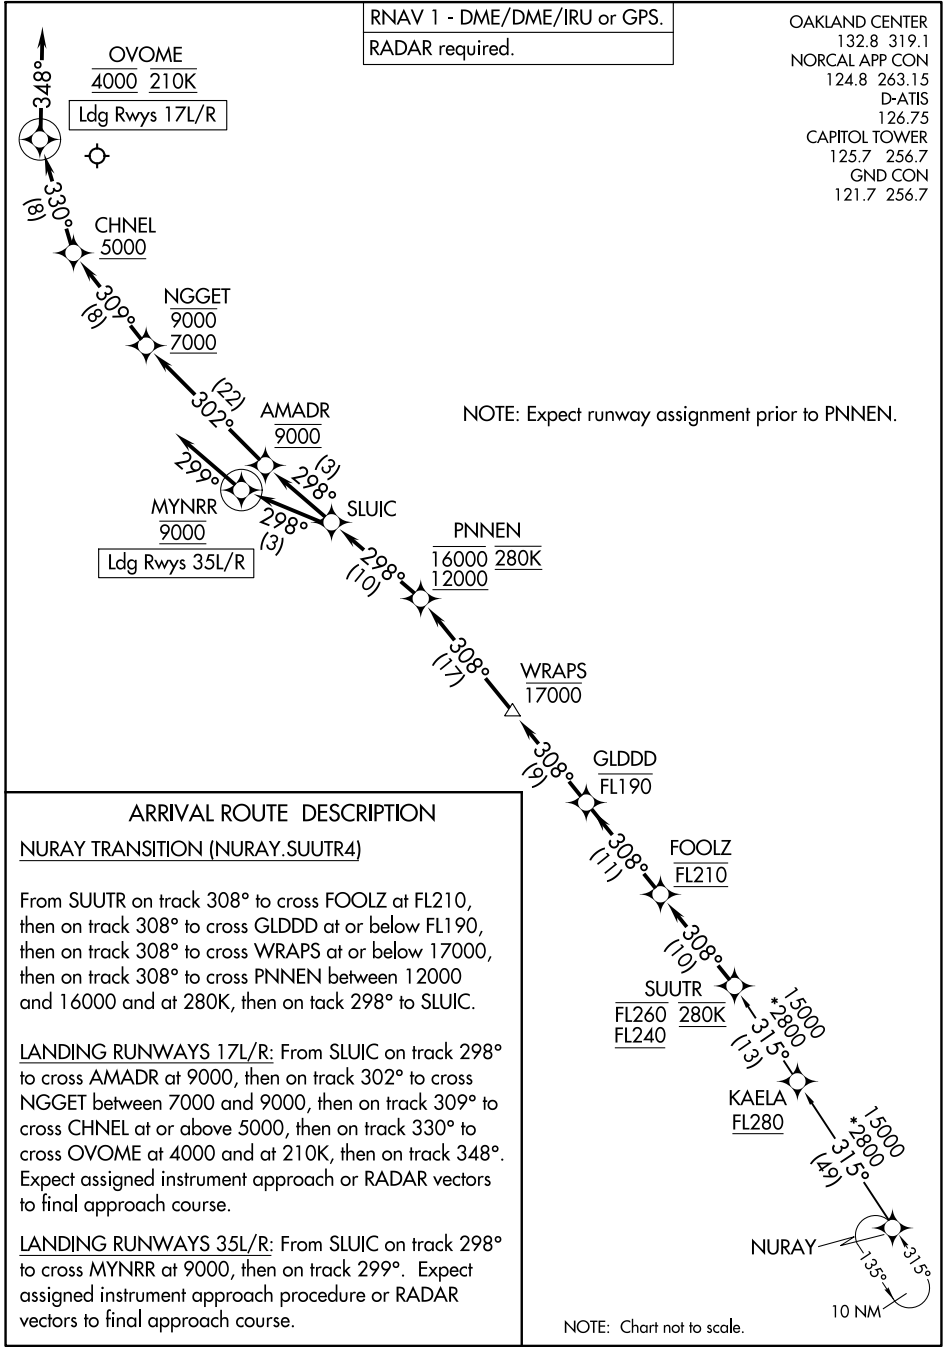 RNAV 1 - DME/DME/IRU or GPS.
RADAR required.
OAKLAND CENTER
132.8 319.1
NORCAL APP CON
124.8 263.15
D-ATIS
126.75
CAPITOL TOWER
125.7 256.7
GND CON
121.7 256.7
348°
OVOME
4000 210K
Ldg Rwys 17L/R
330°
(8)
CHNEL
5000
309°
(8)
NGGET
9000
7000
(22)
302°
AMADR
9000
(3)
298°
NOTE: Expect runway assignment prior to PNNEN.
299°
MYNRR
9000
Ldg Rwys 35L/R
298°
(3)
SLUIC
298°
(10)
PNNEN
16000 280K
12000
308°
(17)
WRAPS
17000
308°
(9)
GLDDD
FL190
308°
(11)
FOOLZ
FL210
308°
(10)
SUUTR
FL260 280K
FL240
15000
*2800
315°
(13)
KAELA
FL280
15000
*2800
315°
(49)
NURAY
135°
315°
10 NM
NOTE: Chart not to scale.
ARRIVAL ROUTE DESCRIPTION
NURAY TRANSITION (NURAY.SUUTR4)
From SUUTR on track 308° to cross FOOLZ at FL210,
then on track 308° to cross GLDDD at or below FL190,
then on track 308° to cross WRAPS at or below 17000,
then on track 308° to cross PNNEN between 12000
and 16000 and at 280K, then on tack 298° to SLUIC.
LANDING RUNWAYS 17L/R: From SLUIC on track 298°
to cross AMADR at 9000, then on track 302° to cross
NGGET between 7000 and 9000, then on track 309° to
cross CHNEL at or above 5000, then on track 330° to
cross OVOME at 4000 and at 210K, then on track 348°.
Expect assigned instrument approach or RADAR vectors
to final approach course.
LANDING RUNWAYS 35L/R: From SLUIC on track 298°
to cross MYNRR at 9000, then on track 299°. Expect
assigned instrument approach procedure or RADAR
vectors to final approach course.